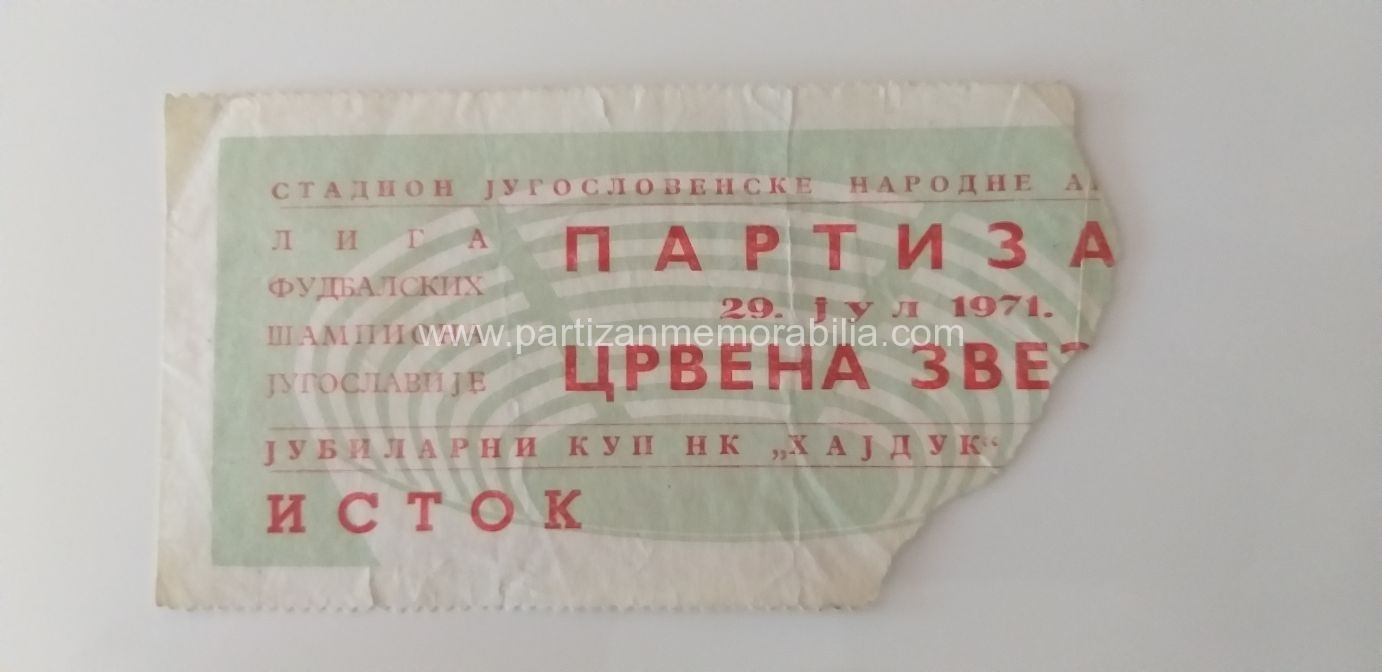 СТАДИОН ЈУГОСЛОВЕНСКЕ НАРОДНЕ
ЛИГА
ФУДБАЛСКИХ
ШАМПИОНА
ЈУГОСЛАВИЈЕ
ПАРТИЗА
29. јул 1971.
ЦРВЕНА ЗВЕ
www.partizanmemorabilia.com
ЈУБИЛАРНИ КУП НК „ХАЈДУК“
ИСТОК